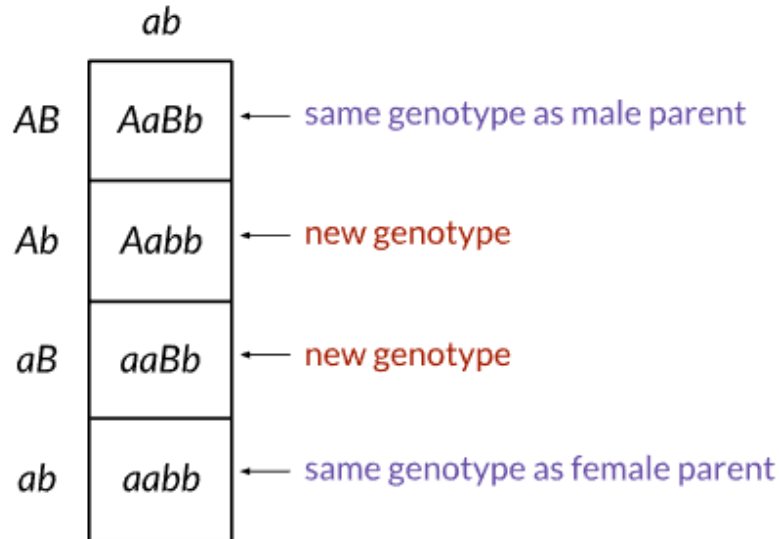 ab
AB AaBb same genotype as male parent
Ab Aabb new genotype
aB aaBb new genotype
ab aabb same genotype as female parent